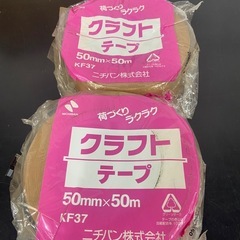 荷づくりラクラク
クラフト
テープ
50mm×50m
KF37
ニチバン株式会社
荷づくりラクラク
クラフト
テープ
50mm×50m
KF37
ニチバン株式会社